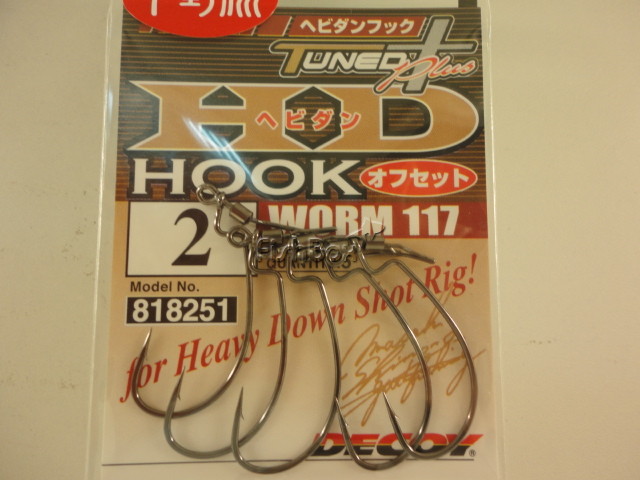 ヘビダンフック
TUNED Plus
HD
ヘビダン
HOOK オフセット
WORM 117
2
Model No.
818251
for Heavy Down Shot Rig!
DECOY®